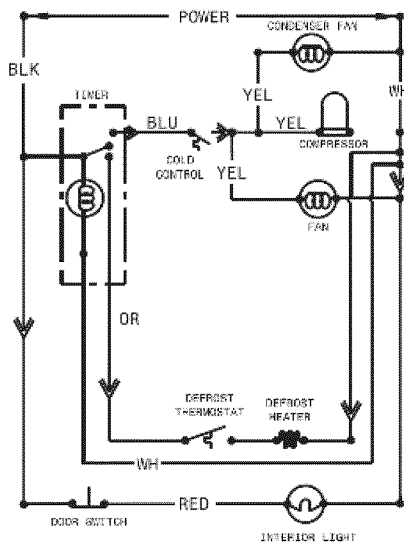 POWER
CONDENSER FAN
BLK
WH
TIMER
YEL
BLU
YEL
COLD
CONTROL
COMPRESSOR
YEL
FAN
OR
DEFROST
THERMOSTAT
DEFROST
HEATER
WH
RED
DOOR SWITCH
INTERIOR LIGHT